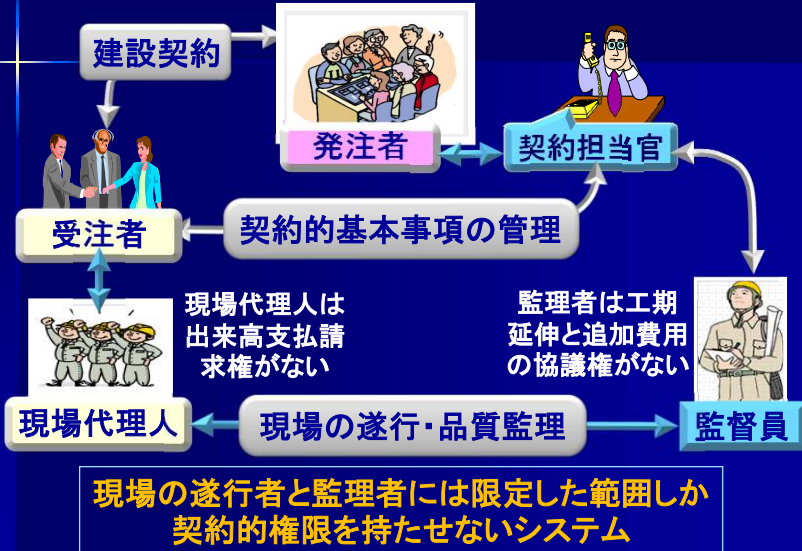 建設契約
発注者
契約担当官
受注者
契約的基本事項の管理
現場代理人は
出来高支払請
求権がない
監理者は工期
延伸と追加費用
の協議権がない
現場代理人
現場の遂行・品質監理
監督員
現場の遂行者と監理者には限定した範囲しか
契約的権限を持たせないシステム